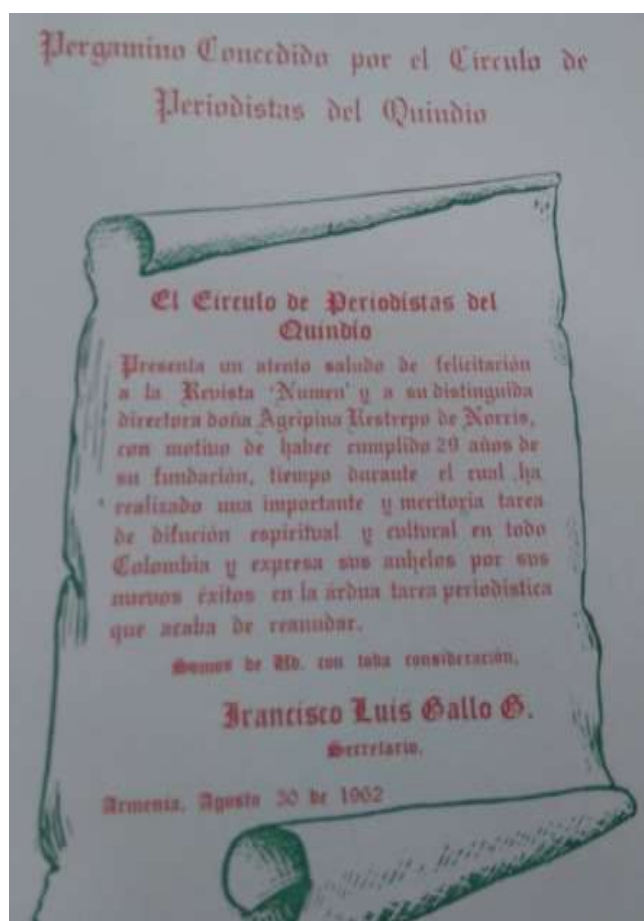 Pergamino Concedido por el Circulo de
Periodistas del Quindio
El Circulo de Periodistas del
Quindío
Presenta un atento saludo de felicitación
a la Revista 'Numen' y a su distinguida
directora doña Agripina Restrepo de Norris,
con motivo de haber cumplido 29 años de
su fundación, tiempo durante el cual ha
realizado una importante y meritoria tarea
de difución espiritual y cultural en todo
Colombia y expresa sus anhelos por sus
nuevos éxitos en la árdua tarea periodística
que acaba de reanudar.
Somos de Ud. con toda consideración,
Francisco Luis Gallo G.
Secretario.
Armenia, Agosto 30 de 1962